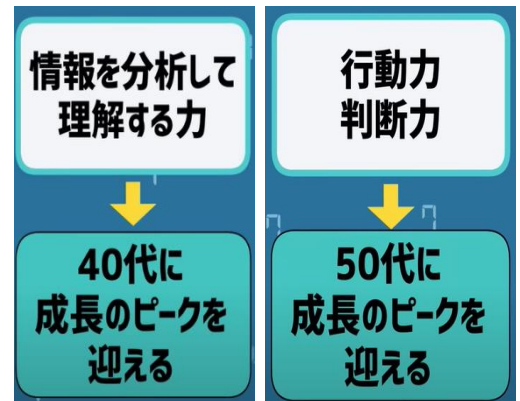 情報を分析して
理解する力
40代に
成長のピークを
迎える
行動力
判断力
50代に
成長のピークを
迎える